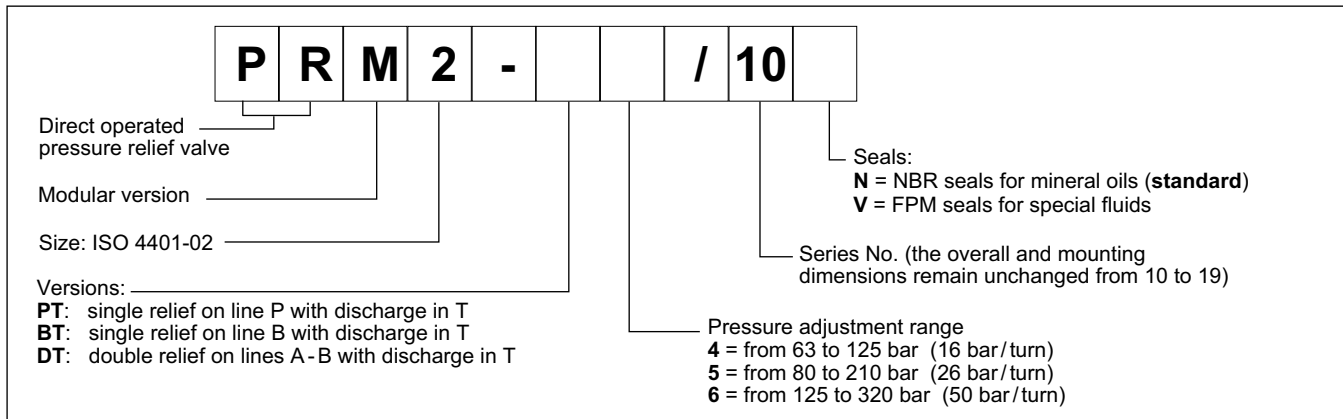 P R M 2 - / 10
Direct operated
pressure relief valve
Modular version
Size: ISO 4401-02
Versions:
PT: single relief on line P with discharge in T
BT: single relief on line B with discharge in T
DT: double relief on lines A-B with discharge in T
Seals:
N = NBR seals for mineral oils (standard)
V = FPM seals for special fluids
Series No. (the overall and mounting
dimensions remain unchanged from 10 to 19)
Pressure adjustment range
4 = from 63 to 125 bar (16 bar/turn)
5 = from 80 to 210 bar (26 bar/turn)
6 = from 125 to 320 bar (50 bar/turn)